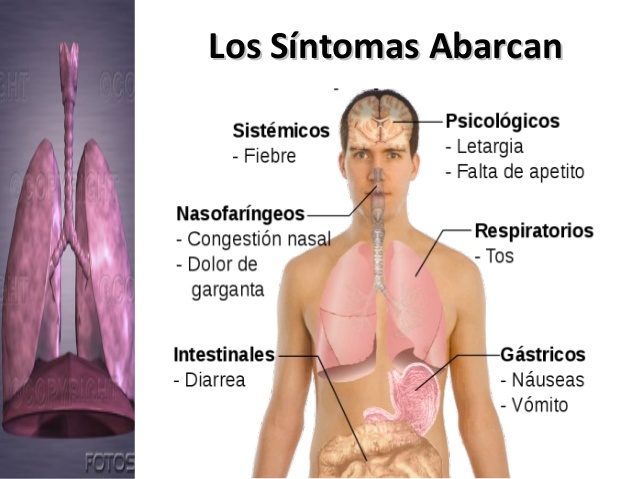 Los Síntomas Abarcan
Sistémicos
- Fiebre
Psicológicos
- Letargia
- Falta de apetito
Nasofaríngeos
- Congestión nasal
- Dolor de
garganta
Respiratorios
- Tos
Intestinales
- Diarrea
Gástricos
- Náuseas
- Vómito
©COPYRIGHT
FOTOS